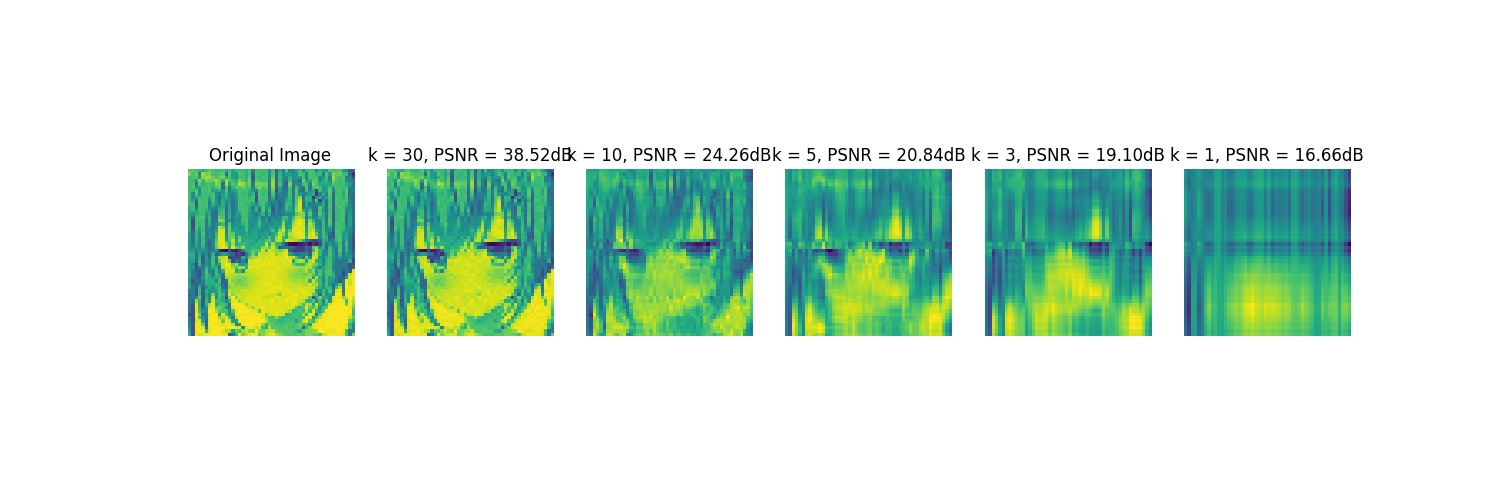 Original Image
k = 30, PSNR = 38.52dB
k = 10, PSNR = 24.26dB
k = 5, PSNR = 20.84dB
k = 3, PSNR = 19.10dB
k = 1, PSNR = 16.66dB